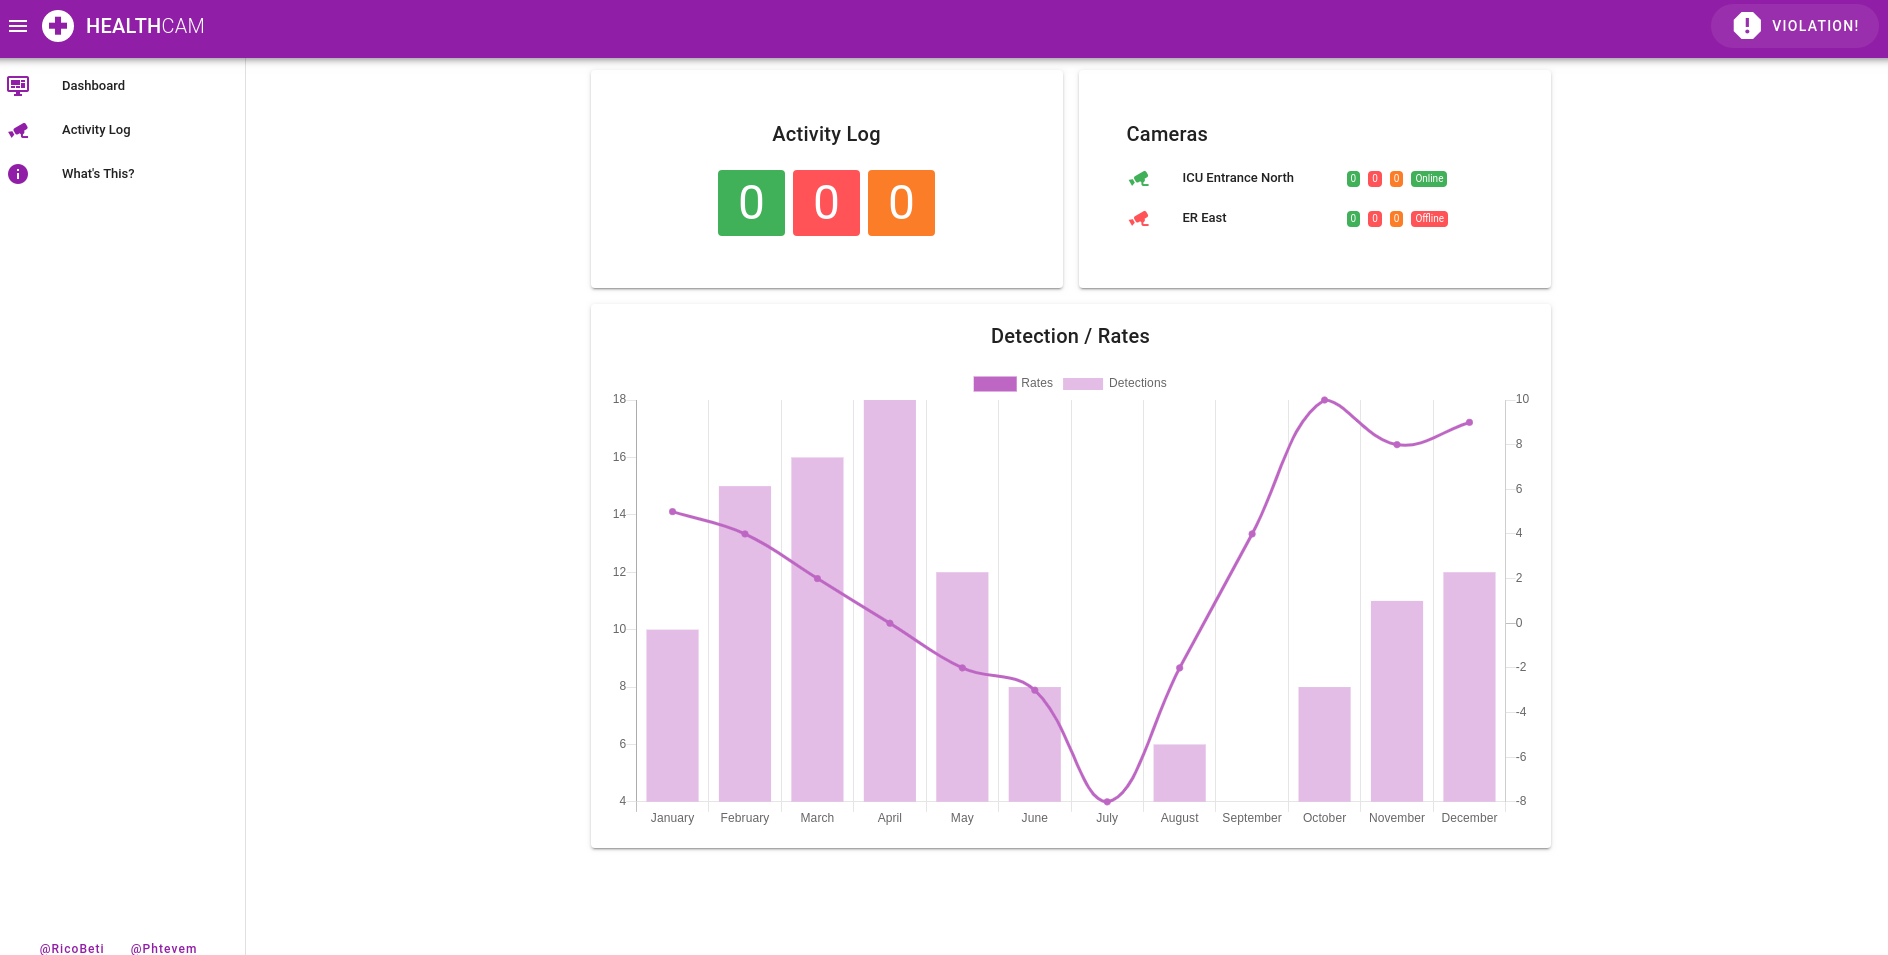 HEALTHCAM
VIOLATION!
Dashboard
Activity Log
What's This?
@RicoBeti @Phtevem
Activity Log
0 0 0
Cameras
ICU Entrance North 0 0 0 Online
ER East 0 0 0 Offline
Detection / Rates
Rates Detections
18 10
16 8
14 6
12 4
10 2
8 0
6 -2
4 -4
-6
-8
January February March April May June July August September October November December